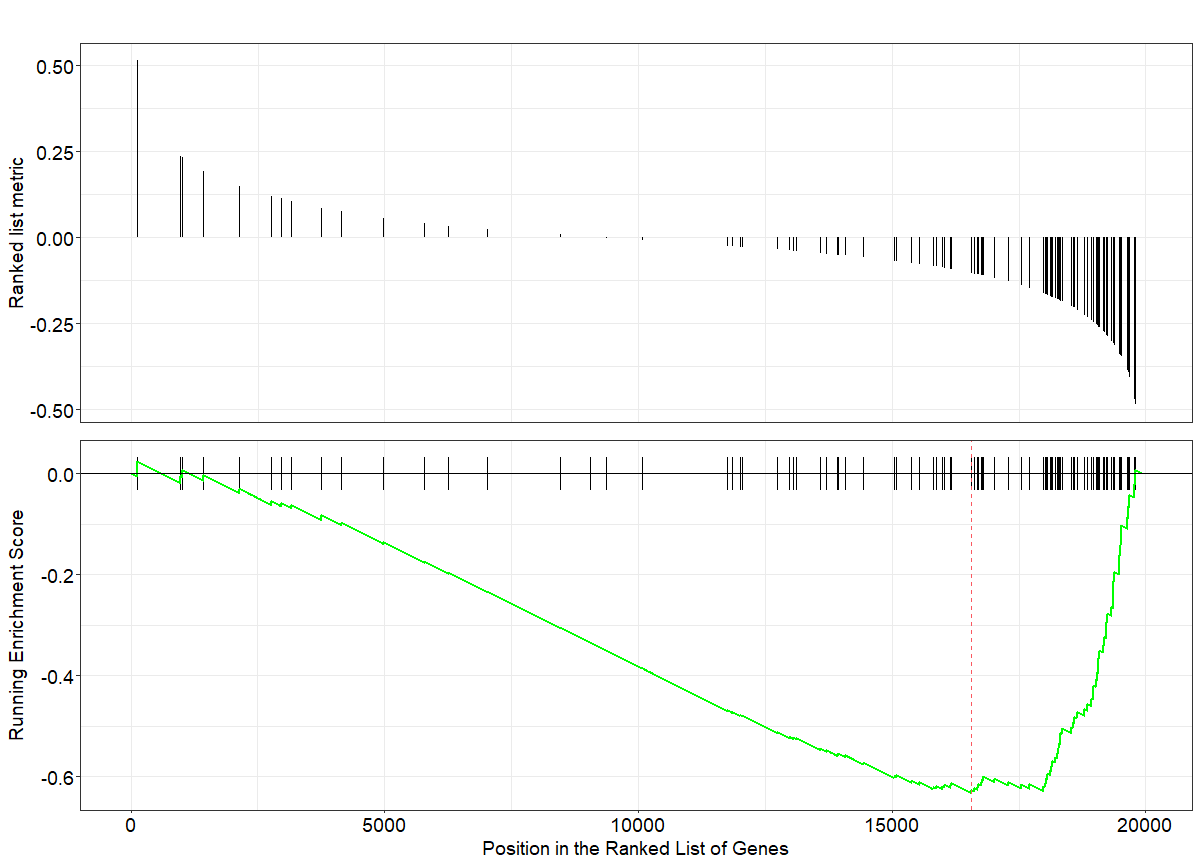 0.50
0.25
0.00
-0.25
-0.50
Ranked list metric
0.0
-0.2
-0.4
-0.6
Running Enrichment Score
0 5000 10000 15000 20000
Position in the Ranked List of Genes